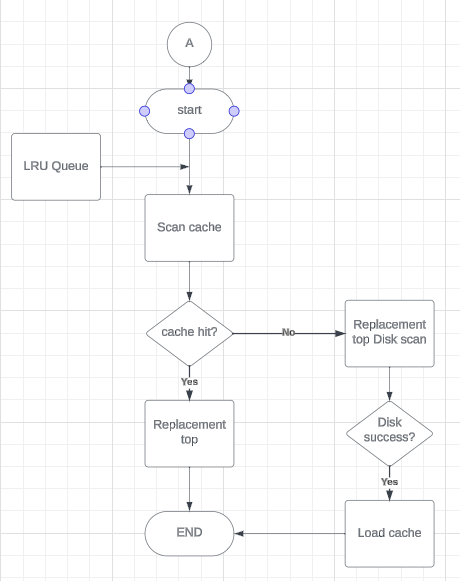 A
start
LRU Queue
Scan cache
cache hit?
No
Replacement
top Disk scan
Yes
Replacement
top
Disk
success?
Yes
END
Load cache